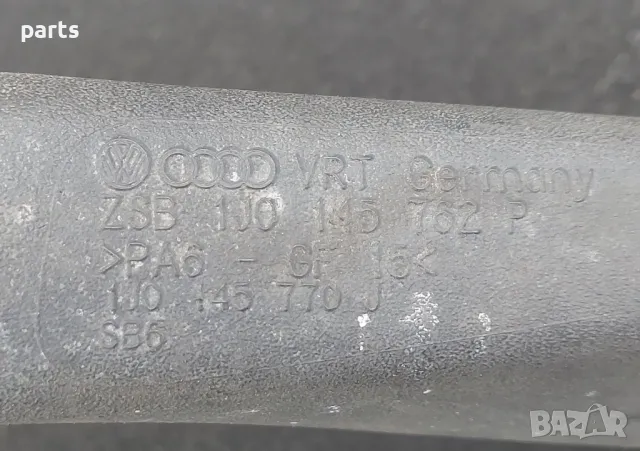 parts
VRT Germany
ZSB 1J0 145 762 P
>PA6 - GF 15<
1J0 145 770 J
SB6
BAZAR